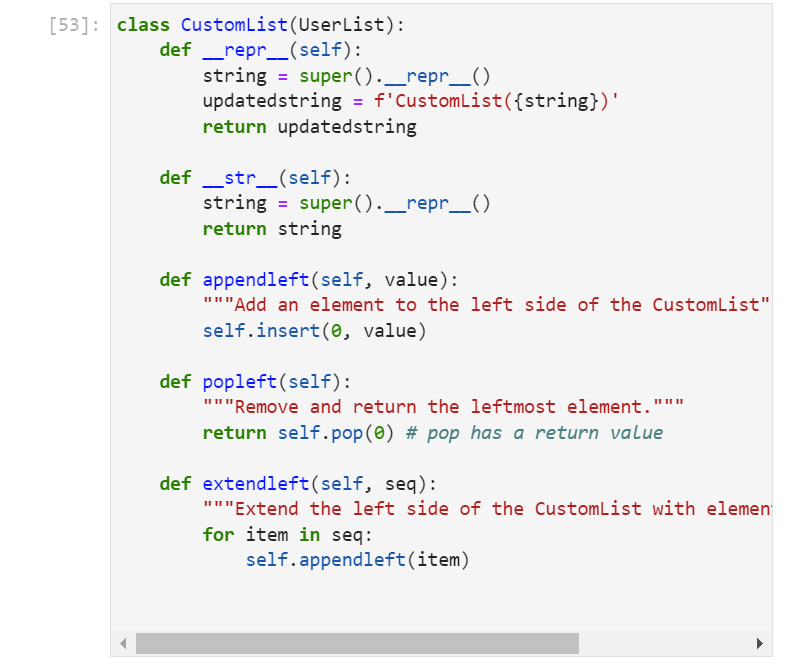 [53]: class CustomList(UserList):
    def __repr__(self):
        string = super().__repr__()
        updatedstring = f'CustomList({string})'
        return updatedstring

    def __str__(self):
        string = super().__repr__()
        return string

    def appendleft(self, value):
        """Add an element to the left side of the CustomList"
        self.insert(0, value)

    def popleft(self):
        """Remove and return the leftmost element."""
        return self.pop(0) # pop has a return value

    def extendleft(self, seq):
        """Extend the left side of the CustomList with elemen
        for item in seq:
            self.appendleft(item)